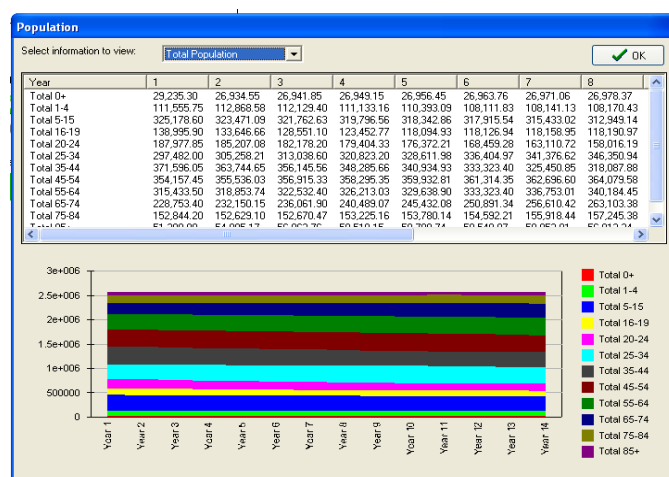 Population
Select information to view: Total Population OK
Year 1 2 3 4 5 6 7 8
Total 0+ 29,235.30 26,934.55 26,941.85 26,949.15 26,956.45 26,963.76 26,971.06 26,978.37
Total 1-4 111,555.75 112,868.58 112,129.40 111,133.16 110,393.09 108,111.83 108,141.13 108,170.43
Total 5-15 325,178.60 323,471.09 321,762.63 319,796.56 318,342.86 317,915.54 315,433.02 312,949.14
Total 16-19 138,995.90 133,646.66 128,551.10 123,452.77 118,094.93 118,126.94 118,158.95 118,190.97
Total 20-24 187,977.85 185,207.08 182,178.20 179,404.33 176,372.21 168,459.28 163,110.72 158,016.19
Total 25-34 297,482.00 305,258.21 313,038.60 320,823.20 328,611.98 336,404.97 341,376.62 346,350.94
Total 35-44 371,596.05 363,744.65 356,145.56 348,285.66 340,934.93 333,323.40 325,450.85 318,087.88
Total 45-54 354,157.45 355,536.03 356,915.33 358,295.35 359,932.81 361,314.35 362,696.60 364,079.58
Total 55-64 315,433.50 318,853.74 322,532.40 326,213.03 329,638.90 333,323.40 336,753.01 340,184.45
Total 65-74 228,753.40 232,150.15 236,061.90 240,489.07 245,432.08 250,891.34 256,610.42 263,103.38
Total 75-84 152,844.20 152,629.10 152,670.47 153,225.16 153,780.14 154,592.21 155,918.44 157,245.38
Total 85+
3e+006
2.5e+006
2e+006
1.5e+006
1e+006
500000
0
Year 1 Year 2 Year 3 Year 4 Year 5 Year 6 Year 7 Year 8 Year 9 Year 10 Year 11 Year 12 Year 13 Year 14
Total 0+
Total 1-4
Total 5-15
Total 16-19
Total 20-24
Total 25-34
Total 35-44
Total 45-54
Total 55-64
Total 65-74
Total 75-84
Total 85+